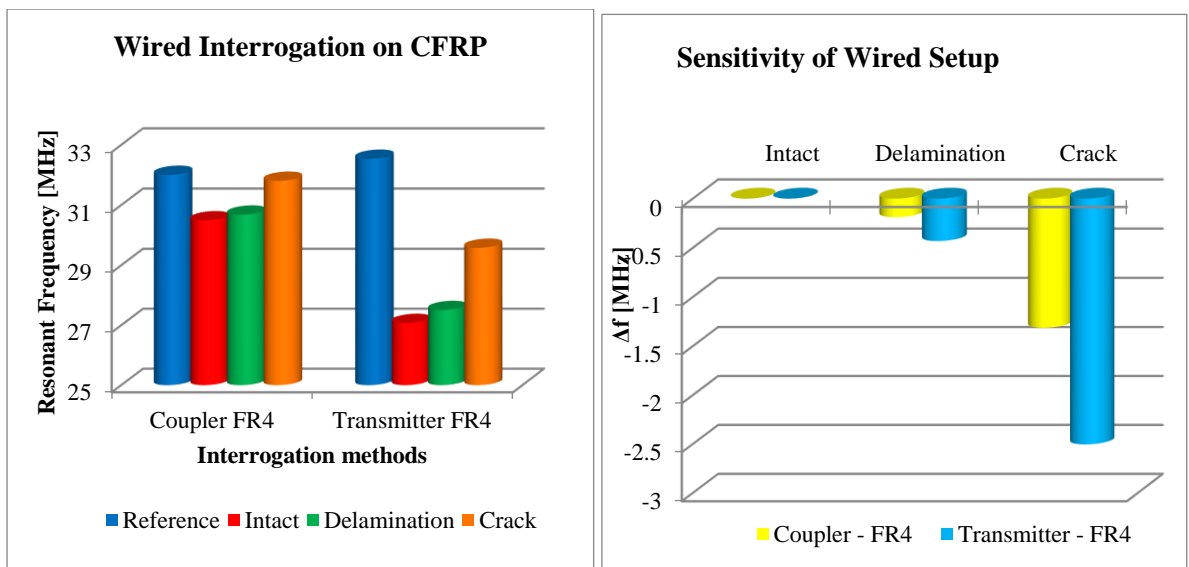 Wired Interrogation on CFRP
Resonant Frequency [MHz]
33
31
29
27
25
Coupler FR4
Transmitter FR4
Interrogation methods
Reference
Intact
Delamination
Crack
Sensitivity of Wired Setup
Intact
Delamination
Crack
Δf [MHz]
0
-0.5
-1
-1.5
-2
-2.5
-3
Coupler - FR4
Transmitter - FR4